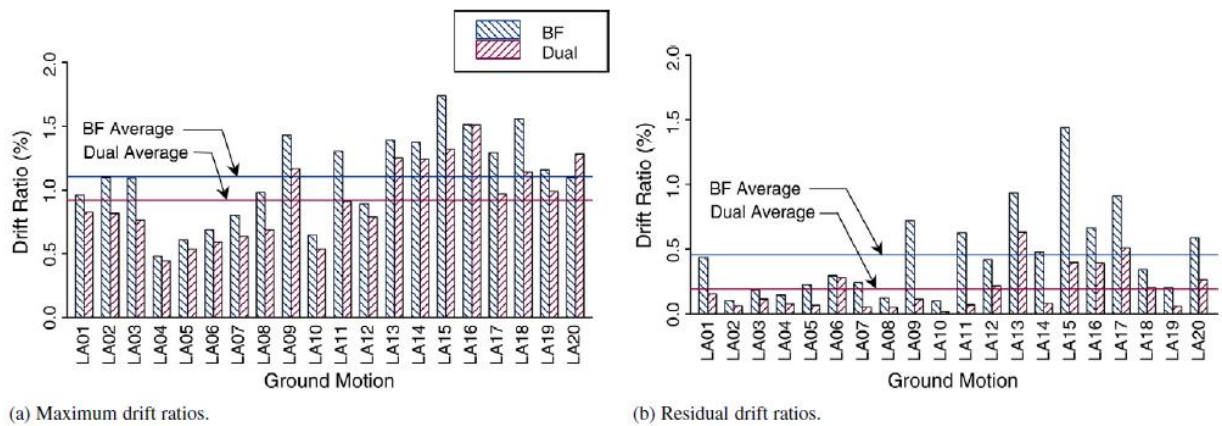 BF
Dual
2.0
1.5
1.0
0.5
0.0
Drift Ratio (%)
BF Average
Dual Average
LA01
LA02
LA03
LA04
LA05
LA06
LA07
LA08
LA09
LA10
LA11
LA12
LA13
LA14
LA15
LA16
LA17
LA18
LA19
LA20
Ground Motion
(a) Maximum drift ratios.
2.0
1.5
1.0
0.5
0.0
Drift Ratio (%)
BF Average
Dual Average
LA01
LA02
LA03
LA04
LA05
LA06
LA07
LA08
LA09
LA10
LA11
LA12
LA13
LA14
LA15
LA16
LA17
LA18
LA19
LA20
Ground Motion
(b) Residual drift ratios.